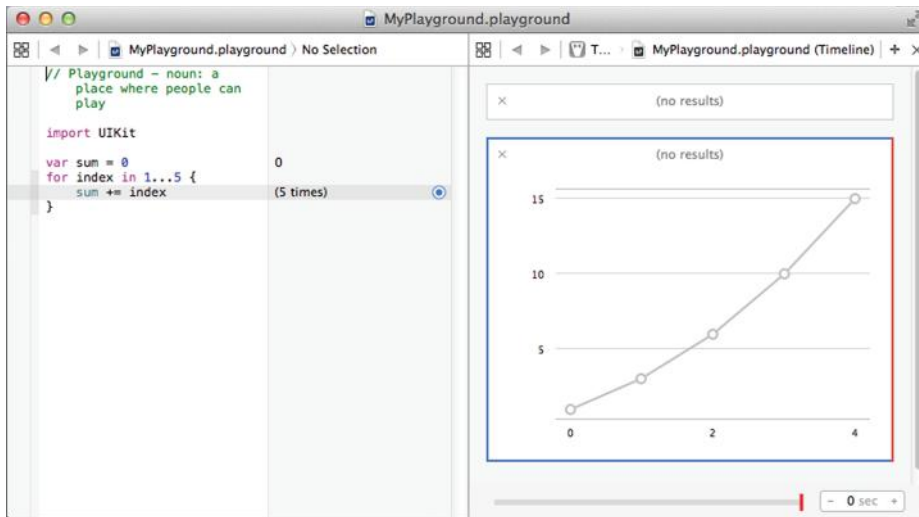 MyPlayground.playground
MyPlayground.playground 〉 No Selection
T... 〉 MyPlayground.playground (Timeline) + ×
// Playground – noun: a
place where people can
play
import UIKit
var sum = 0 0
for index in 1...5 {
sum += index (5 times)
}
× (no results)
× (no results)
15
10
5
0 2 4
- 0 sec +